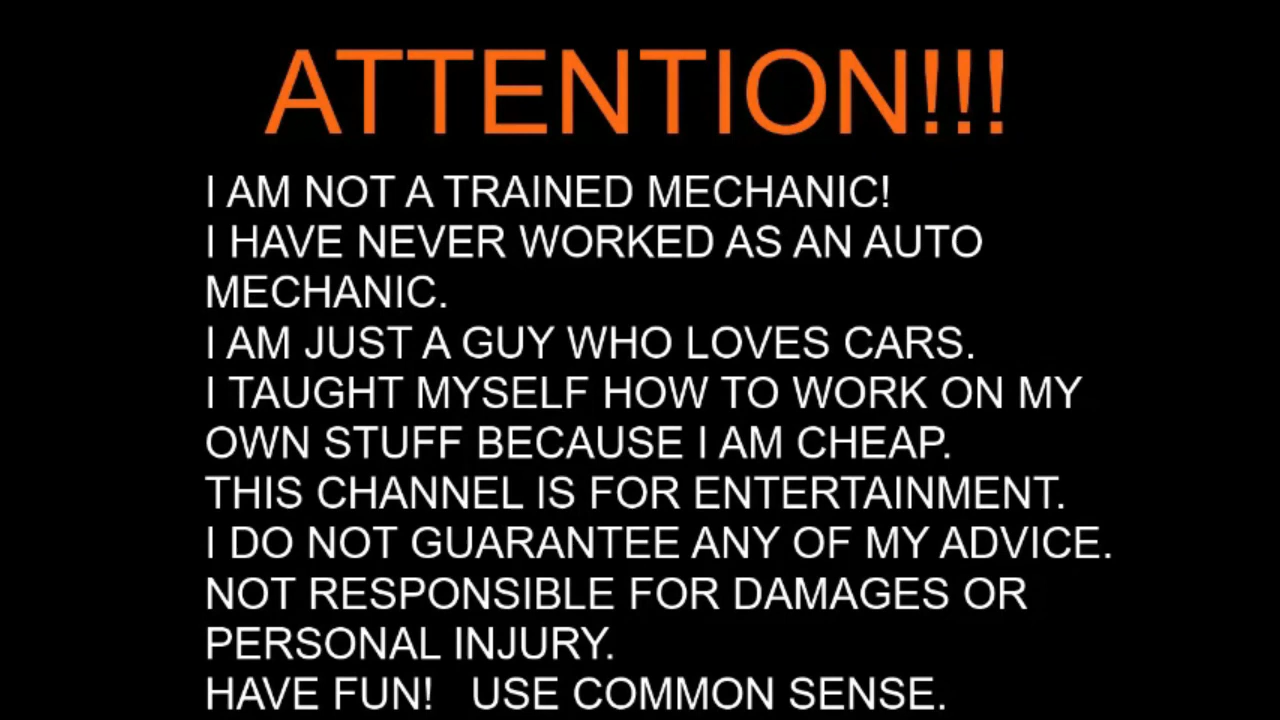 ATTENTION!!!
I AM NOT A TRAINED MECHANIC!
I HAVE NEVER WORKED AS AN AUTO
MECHANIC.
I AM JUST A GUY WHO LOVES CARS.
I TAUGHT MYSELF HOW TO WORK ON MY
OWN STUFF BECAUSE I AM CHEAP.
THIS CHANNEL IS FOR ENTERTAINMENT.
I DO NOT GUARANTEE ANY OF MY ADVICE.
NOT RESPONSIBLE FOR DAMAGES OR
PERSONAL INJURY.
HAVE FUN!   USE COMMON SENSE.